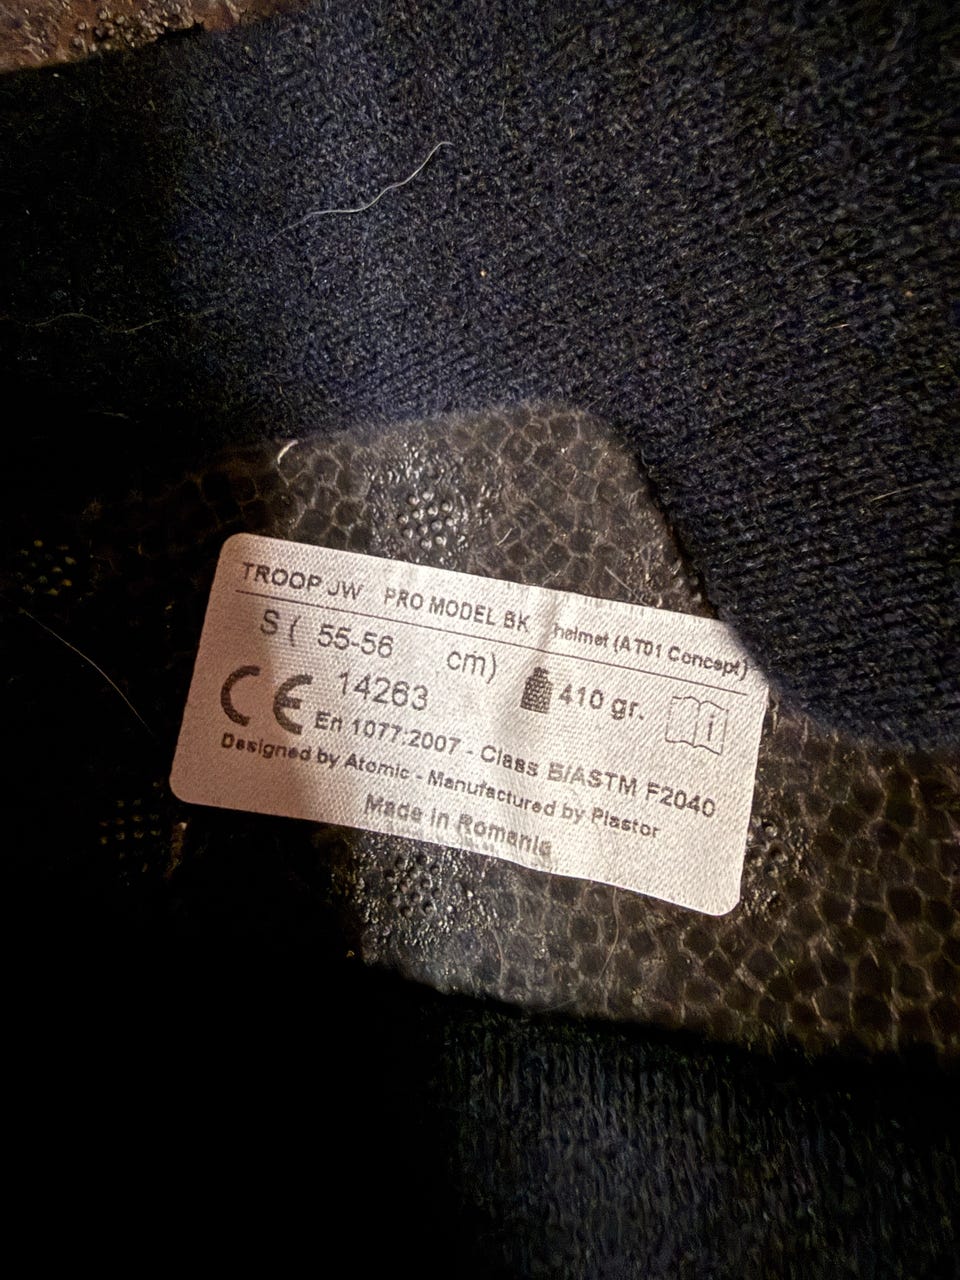 TROOP JW PRO MODEL BK helmet (AT01 Concept)
S ( 55-56 cm)
14263 410 gr.
CE En 1077:2007 - Class B/ASTM F2040
Designed by Atomic - Manufactured by Plastor
Made in Romania